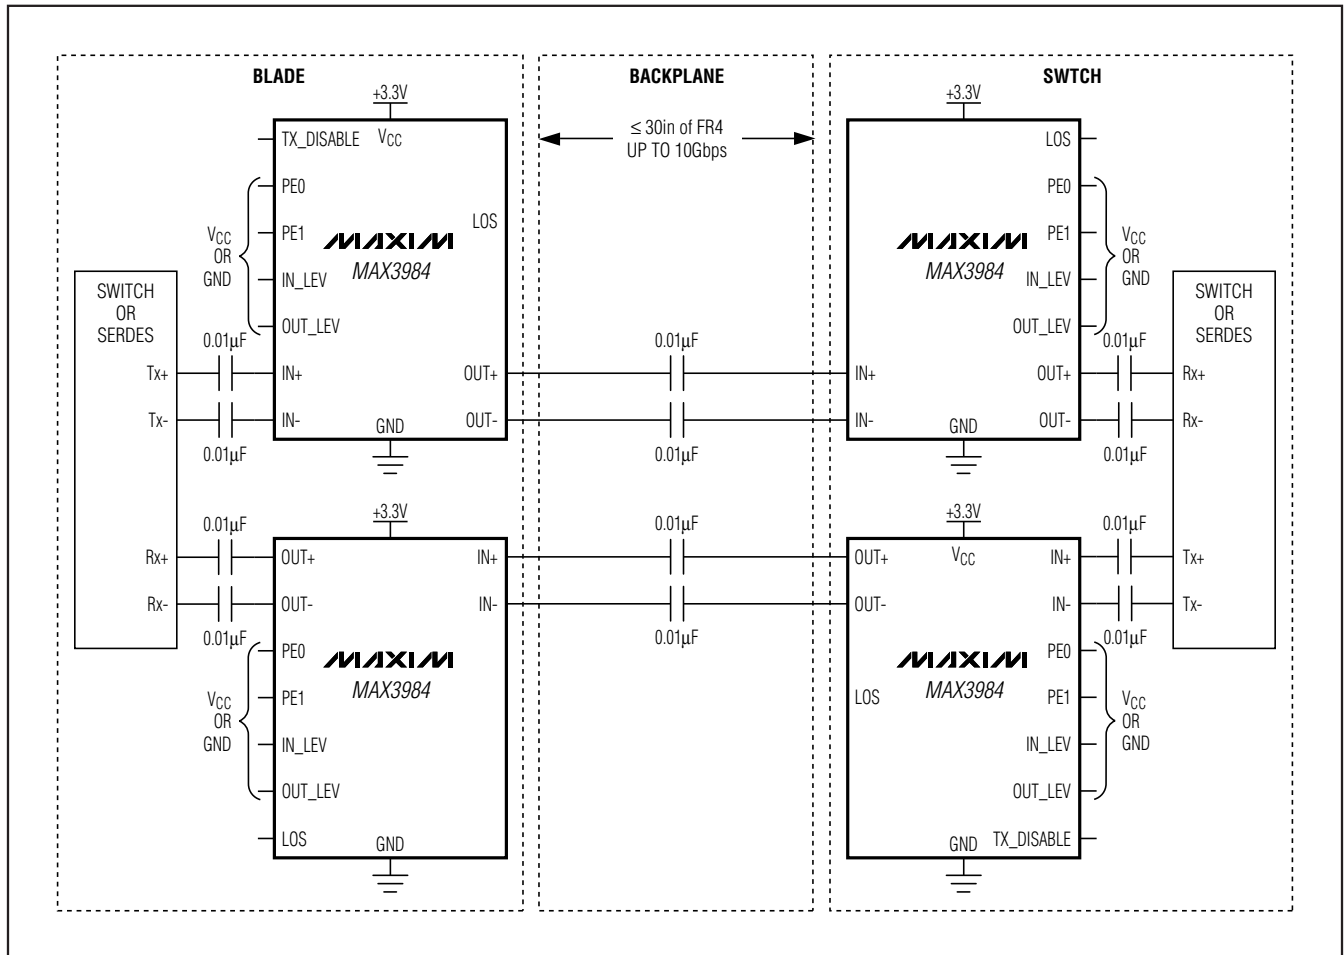 BLADE
BACKPLANE
SWTCH
+3.3V
TX_DISABLE
VCC
PE0
PE1
IN_LEV
OUT_LEV
IN+
IN-
LOS
MAXIM
MAX3984
OUT+
OUT-
GND
VCC
OR
GND
SWITCH
OR
SERDES
Tx+
Tx-
Rx+
Rx-
0.01μF
0.01μF
≤ 30in of FR4
UP TO 10Gbps
0.01μF
0.01μF
+3.3V
LOS
PE0
PE1
IN_LEV
OUT_LEV
OUT+
OUT-
MAXIM
MAX3984
IN+
IN-
GND
VCC
OR
GND
0.01μF
0.01μF
SWITCH
OR
SERDES
Rx+
Rx-
Tx+
Tx-
0.01μF
0.01μF
+3.3V
OUT+
OUT-
PE0
PE1
IN_LEV
OUT_LEV
LOS
IN+
IN-
MAXIM
MAX3984
GND
VCC
OR
GND
0.01μF
0.01μF
+3.3V
OUT+
OUT-
VCC
LOS
MAXIM
MAX3984
IN+
IN-
PE0
PE1
IN_LEV
OUT_LEV
TX_DISABLE
GND
VCC
OR
GND
0.01μF
0.01μF